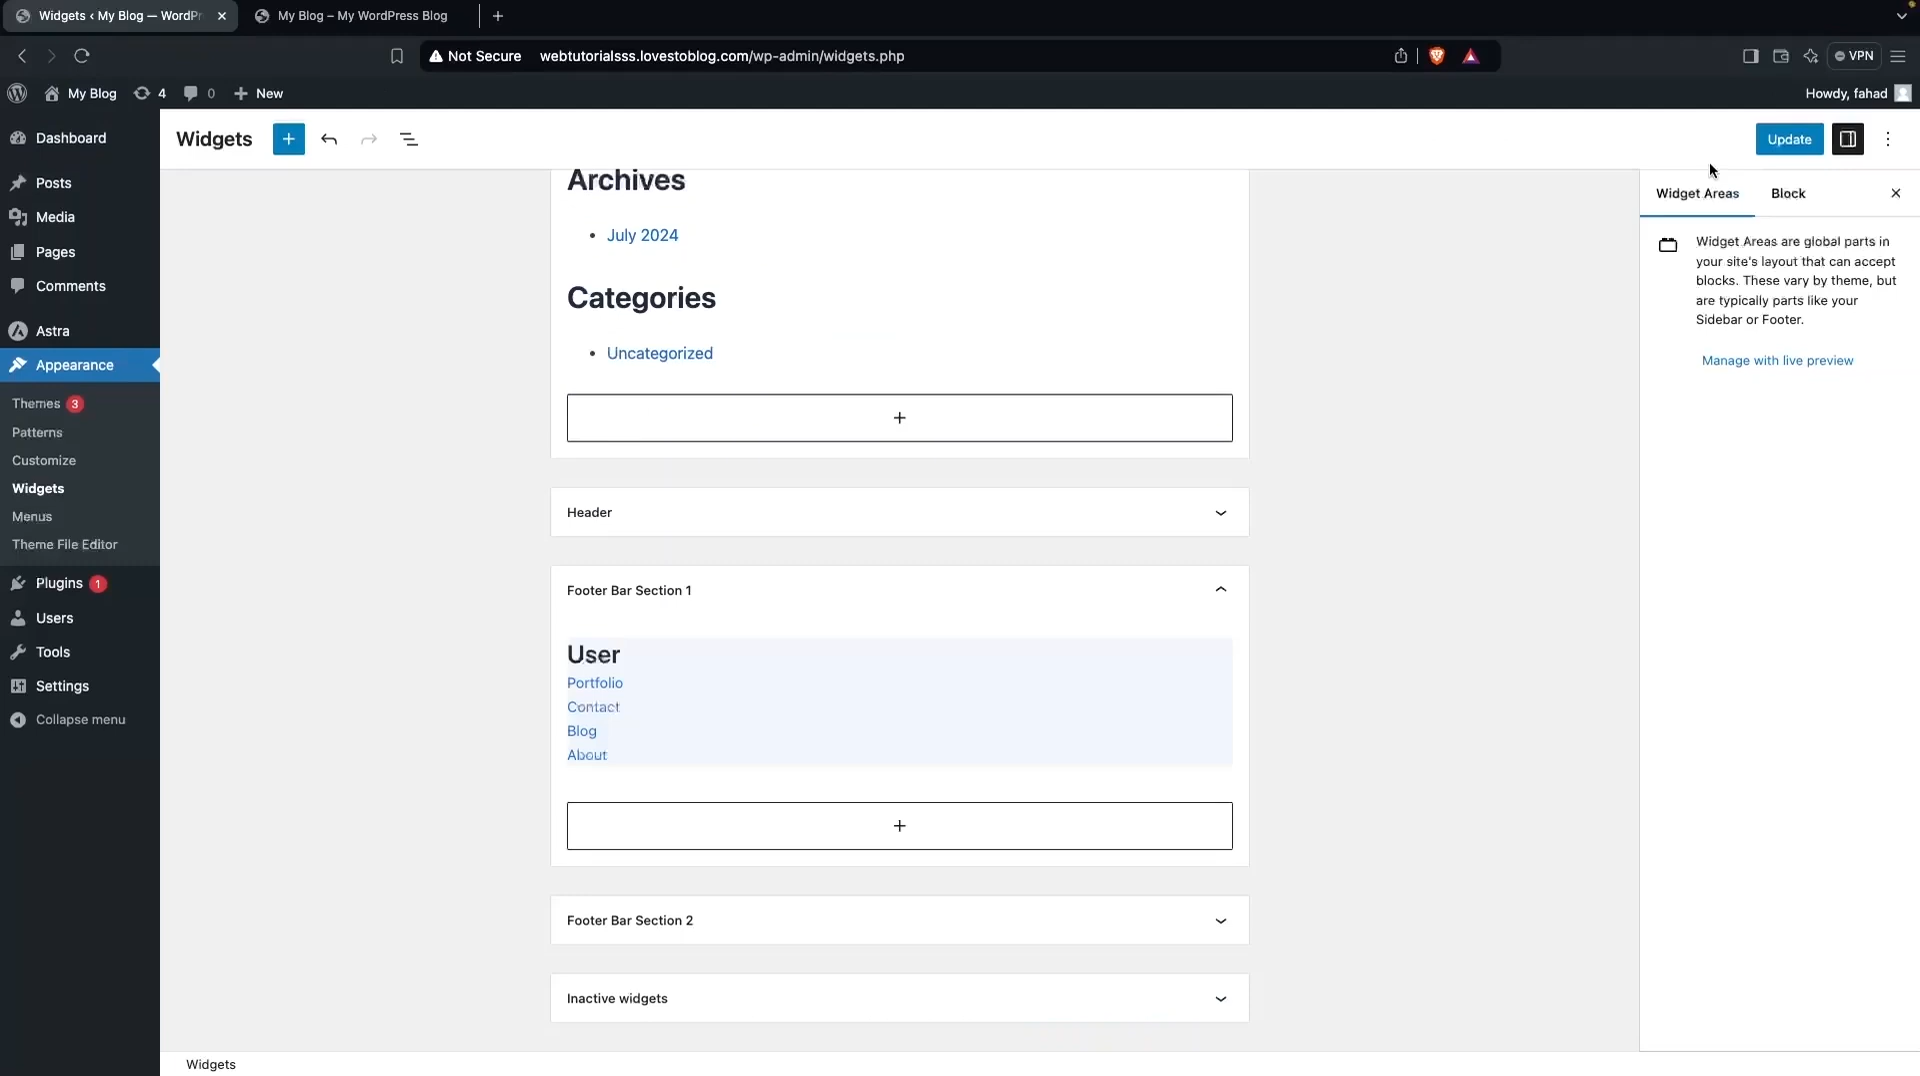 Widgets ‹ My Blog — WordPr
My Blog – My WordPress Blog
Not Secure
webtutorialsss.lovestoblog.com/wp-admin/widgets.php
VPN
My Blog
4
0
New
Howdy, fahad
Dashboard
Posts
Media
Pages
Comments
Astra
Appearance
Themes 3
Patterns
Customize
Widgets
Menus
Theme File Editor
Plugins 1
Users
Tools
Settings
Collapse menu
Widgets
Update
Archives
July 2024
Categories
Uncategorized
Header
Footer Bar Section 1
User
Portfolio
Contact
Blog
About
Footer Bar Section 2
Inactive widgets
Widget Areas
Block
Widget Areas are global parts in
your site's layout that can accept
blocks. These vary by theme, but
are typically parts like your
Sidebar or Footer.
Manage with live preview
Widgets